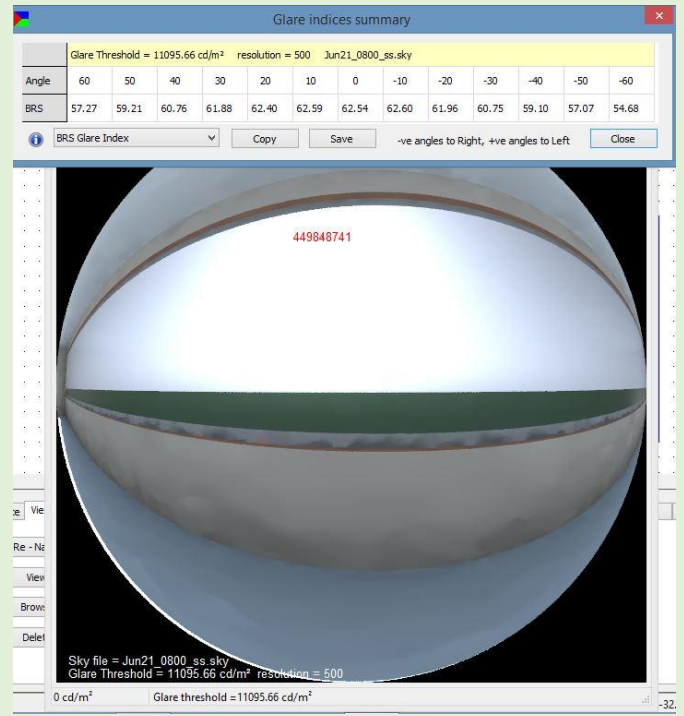 Glare indices summary
Glare Threshold = 11095.66 cd/m² resolution = 500 Jun21_0800_ss.sky
Angle 60 50 40 30 20 10 0 -10 -20 -30 -40 -50 -60
BRS 57.27 59.21 60.76 61.88 62.40 62.59 62.54 62.60 61.96 60.75 59.10 57.07 54.68
BRS Glare Index Copy Save -ve angles to Right, +ve angles to Left Close
449848741
Vie
Re - Na
View
Brows
Delet
Sky file = Jun21_0800_ss.sky
Glare Threshold = 11095.66 cd/m² resolution = 500
0 cd/m² Glare threshold =11095.66 cd/m²
-32.